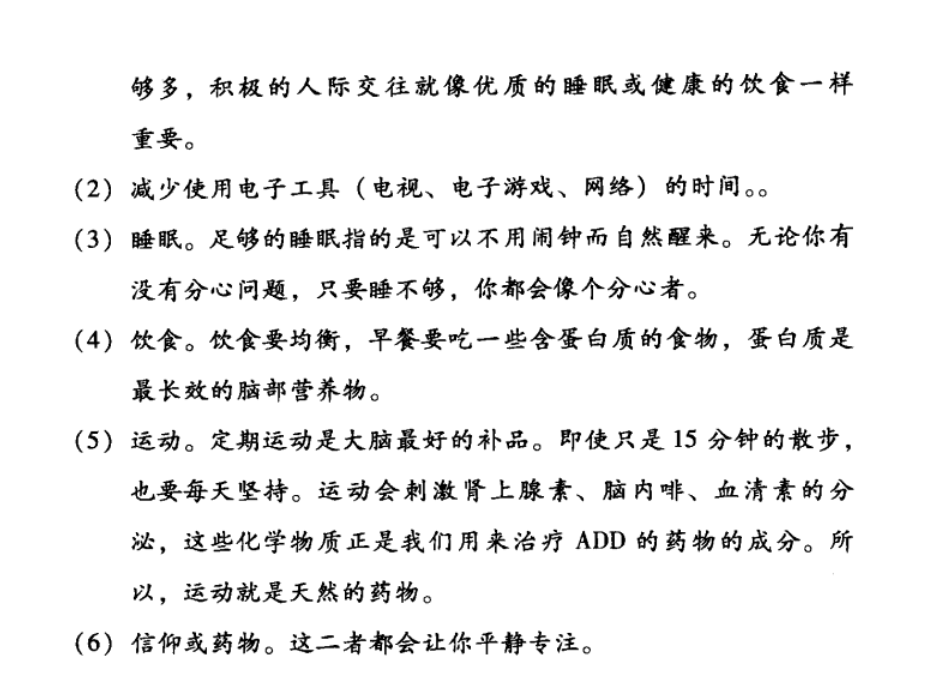 够多，积极的人际交往就像优质的睡眠或健康的饮食一样
重要。
（2）减少使用电子工具（电视、电子游戏、网络）的时间。。
（3）睡眠。足够的睡眠指的是可以不用闹钟而自然醒来。无论你有
没有分心问题，只要睡不够，你都会像个分心者。
（4）饮食。饮食要均衡，早餐要吃一些含蛋白质的食物，蛋白质是
最长效的脑部营养物。
（5）运动。定期运动是大脑最好的补品。即使只是 15 分钟的散步，
也要每天坚持。运动会刺激肾上腺素、脑内啡、血清素的分
泌，这些化学物质正是我们用来治疗 ADD 的药物的成分。所
以，运动就是天然的药物。
（6）信仰或药物。这二者都会让你平静专注。